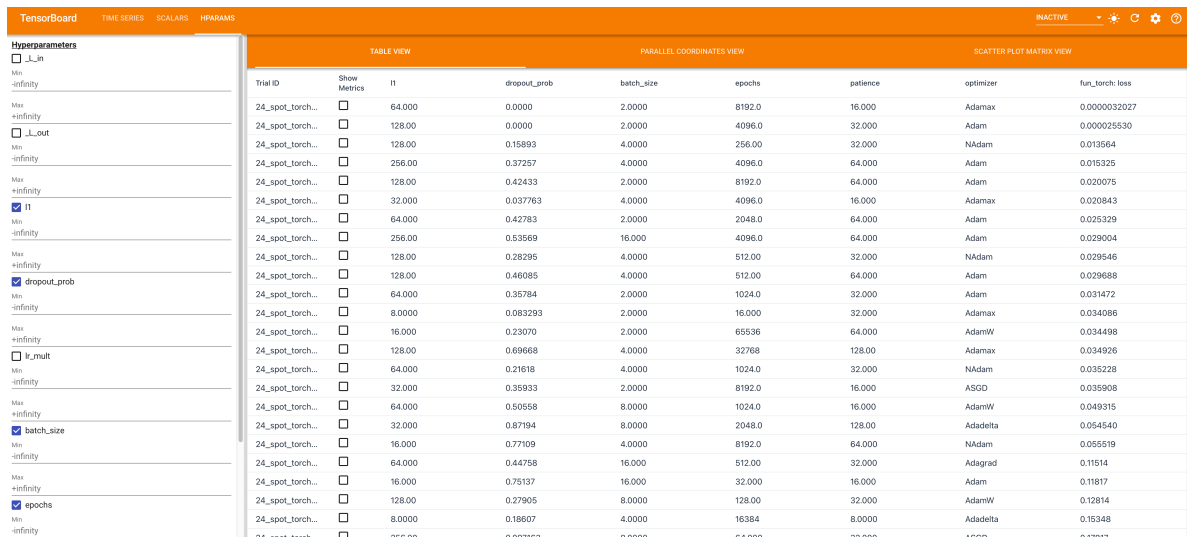 TensorBoard TIME SERIES SCALARS HPARAMS INACTIVE
Hyperparameters
_L_in
Min
-infinity
Max
+infinity
_L_out
Min
-infinity
Max
+infinity
l1
Min
-infinity
Max
+infinity
dropout_prob
Min
-infinity
Max
+infinity
lr_mult
Min
-infinity
Max
+infinity
batch_size
Min
-infinity
Max
+infinity
epochs
Min
-infinity
TABLE VIEW PARALLEL COORDINATES VIEW SCATTER PLOT MATRIX VIEW
Trial ID Show Metrics l1 dropout_prob batch_size epochs patience optimizer fun_torch: loss
24_spot_torch... 64.000 0.0000 2.0000 8192.0 16.000 Adamax 0.0000032027
24_spot_torch... 128.00 0.0000 2.0000 4096.0 32.000 Adam 0.000025530
24_spot_torch... 128.00 0.15893 4.0000 256.00 32.000 NAdam 0.013564
24_spot_torch... 256.00 0.37257 4.0000 4096.0 64.000 Adam 0.015325
24_spot_torch... 128.00 0.42433 2.0000 8192.0 64.000 Adam 0.020075
24_spot_torch... 32.000 0.037763 4.0000 4096.0 16.000 Adamax 0.020843
24_spot_torch... 64.000 0.42783 2.0000 2048.0 64.000 Adam 0.025329
24_spot_torch... 256.00 0.53569 16.000 4096.0 64.000 Adam 0.029004
24_spot_torch... 128.00 0.28295 4.0000 512.00 32.000 NAdam 0.029546
24_spot_torch... 128.00 0.46085 4.0000 512.00 64.000 Adam 0.029688
24_spot_torch... 64.000 0.35784 2.0000 1024.0 32.000 Adam 0.031472
24_spot_torch... 8.0000 0.083293 2.0000 16.000 32.000 Adamax 0.034086
24_spot_torch... 16.000 0.23070 2.0000 65536 64.000 AdamW 0.034498
24_spot_torch... 128.00 0.69668 4.0000 32768 128.00 Adamax 0.034926
24_spot_torch... 64.000 0.21618 4.0000 1024.0 32.000 NAdam 0.035228
24_spot_torch... 32.000 0.35933 2.0000 8192.0 16.000 ASGD 0.035908
24_spot_torch... 64.000 0.50558 8.0000 1024.0 16.000 AdamW 0.049315
24_spot_torch... 32.000 0.87194 8.0000 2048.0 128.00 Adadelta 0.054540
24_spot_torch... 16.000 0.77109 4.0000 8192.0 64.000 NAdam 0.055519
24_spot_torch... 64.000 0.44758 16.000 512.00 32.000 Adagrad 0.11514
24_spot_torch... 16.000 0.75137 16.000 32.000 16.000 Adam 0.11817
24_spot_torch... 128.00 0.27905 8.0000 128.00 32.000 AdamW 0.12814
24_spot_torch... 8.0000 0.18607 4.0000 16384 8.0000 Adadelta 0.15348